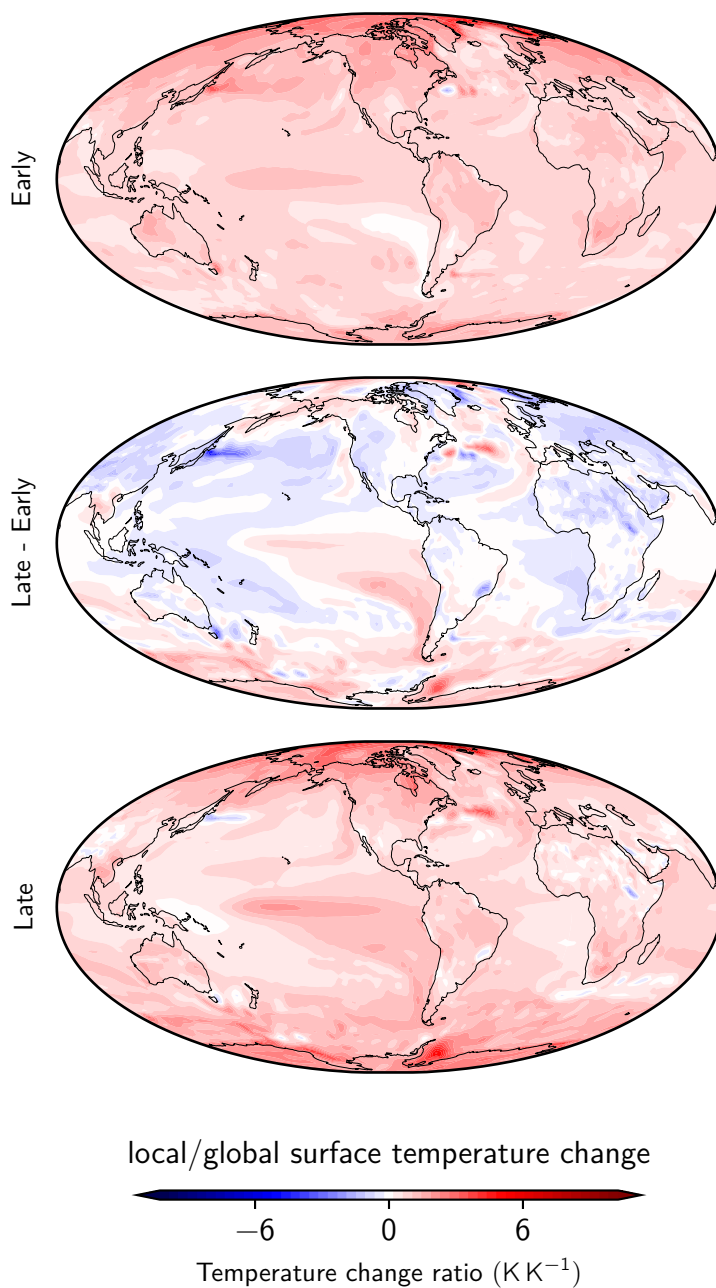 Early
Late - Early
Late
local/global surface temperature change
−6 0 6
Temperature change ratio (K K⁻¹)